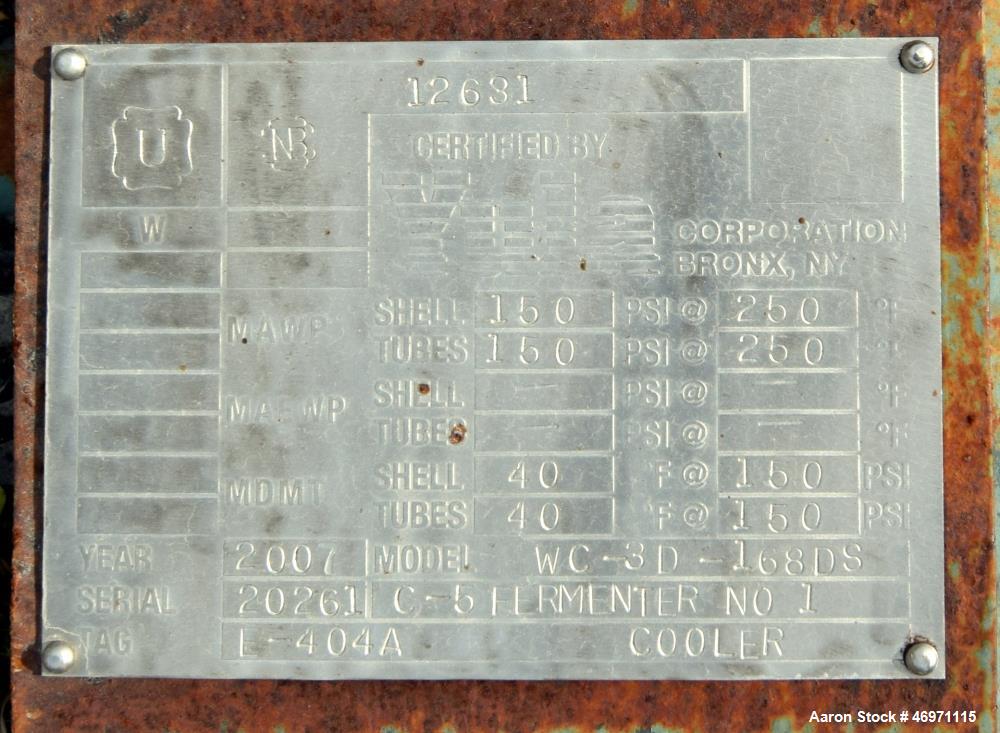 12681
U NB CERTIFIED BY
W
CORPORATION
BRONX, NY
MAWP SHELL 150 PSI @ 250 °F
TUBES 150 PSI @ 250 °F
MAEWP SHELL — PSI @ — °F
TUBES — PSI @ — °F
MDMT SHELL 40 °F @ 150 PSI
TUBES 40 °F @ 150 PSI
YEAR 2007 MODEL WC-3D-168DS
SERIAL 20261 C-5 FERMENTER NO 1
TAG E-404A COOLER
Aaron Stock # 46971115